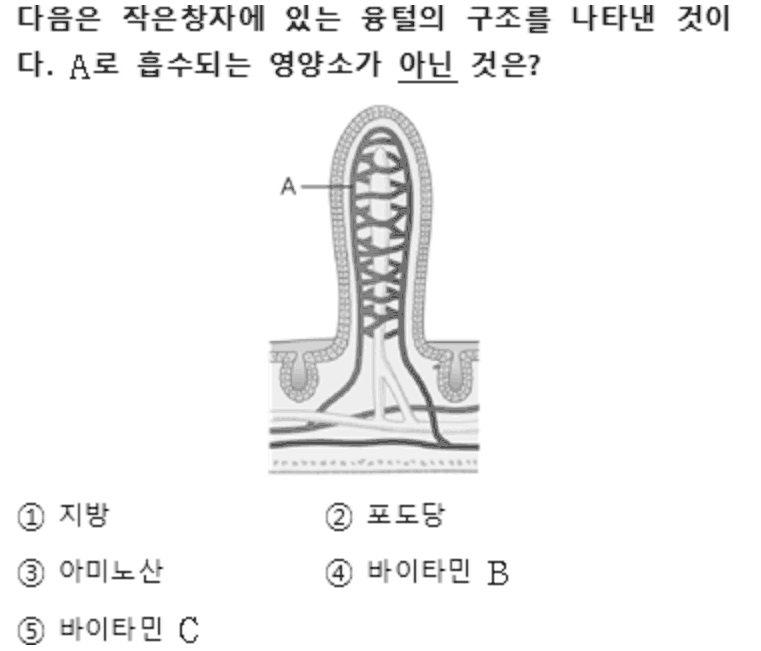 다음은 작은창자에 있는 융털의 구조를 나타낸 것이
다. A로 흡수되는 영양소가 아닌 것은?
A
① 지방 ② 포도당
③ 아미노산 ④ 바이타민 B
⑤ 바이타민 C